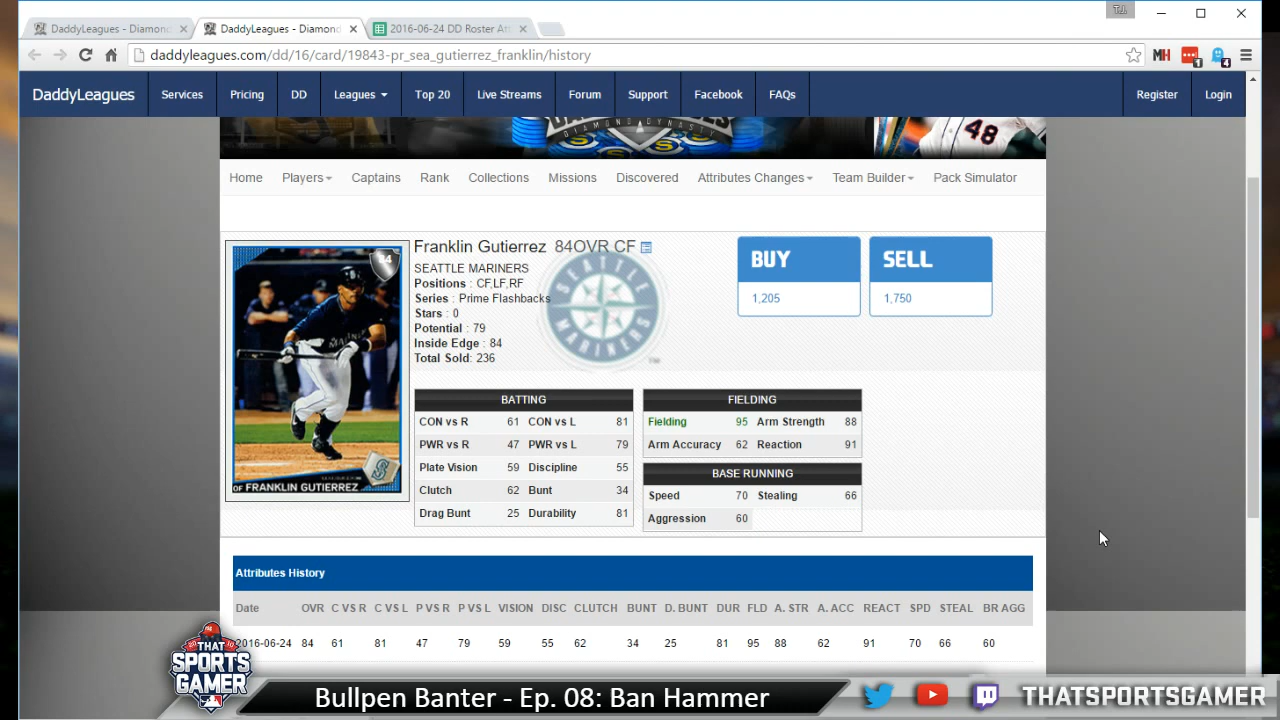 T.J.
DaddyLeagues - Diamond
DaddyLeagues - Diamond
2016-06-24 DD Roster Att
daddyleagues.com/dd/16/card/19843-pr_sea_gutierrez_franklin/history
MH
1
4
DaddyLeagues Services Pricing DD Leagues Top 20 Live Streams Forum Support Facebook FAQs Register Login
DIAMOND DYNASTY
48
Home Players Captains Rank Collections Missions Discovered Attributes Changes Team Builder Pack Simulator
Franklin Gutierrez 84OVR CF
SEATTLE MARINERS
Positions : CF,LF,RF
Series : Prime Flashbacks
Stars : 0
Potential : 79
Inside Edge : 84
Total Sold: 236
BUY
1,205
SELL
1,750
84
MARINERS
OF FRANKLIN GUTIERREZ
SEATTLE
MARINERS
BATTING
CON vs R 61 CON vs L 81
PWR vs R 47 PWR vs L 79
Plate Vision 59 Discipline 55
Clutch 62 Bunt 34
Drag Bunt 25 Durability 81
FIELDING
Fielding 95 Arm Strength 88
Arm Accuracy 62 Reaction 91
BASE RUNNING
Speed 70 Stealing 66
Aggression 60
Attributes History
Date OVR C VS R C VS L P VS R P VS L VISION DISC CLUTCH BUNT D. BUNT DUR FLD A. STR A. ACC REACT SPD STEAL BR AGG
2016-06-24 84 61 81 47 79 59 55 62 34 25 81 95 88 62 91 70 66 60
THAT
SPORTS
GAMER
Bullpen Banter - Ep. 08: Ban Hammer
THATSPORTSGAMER